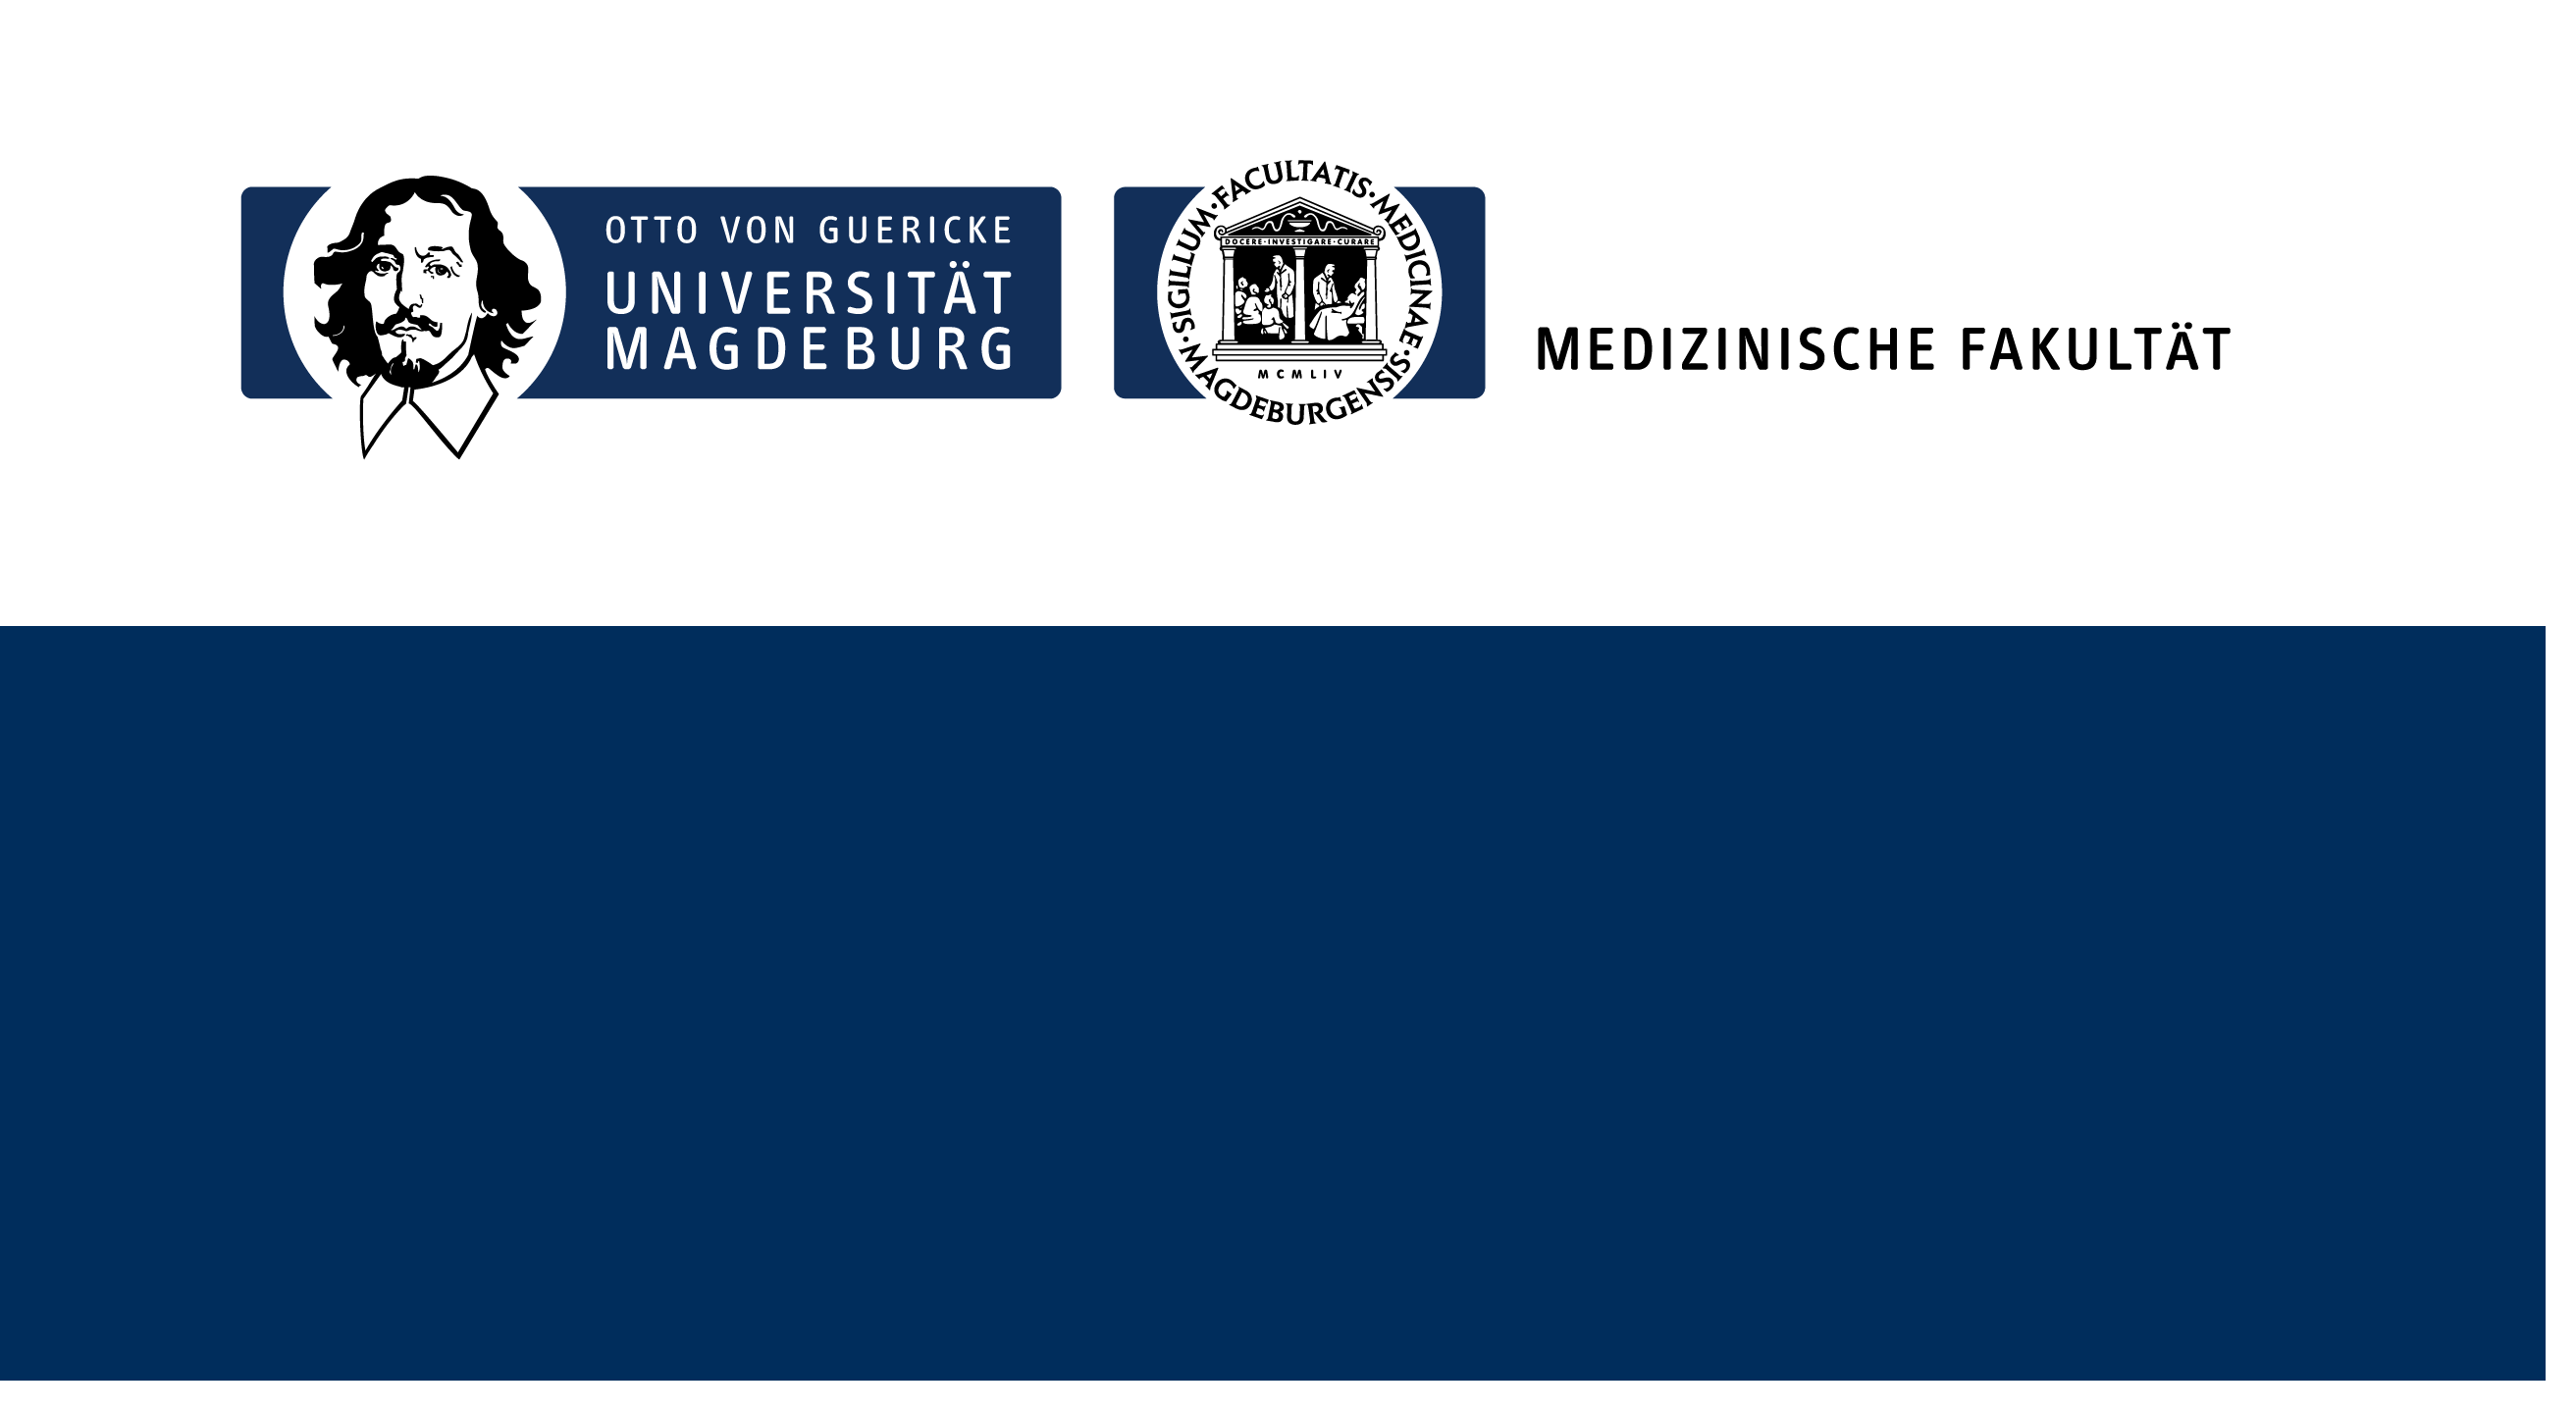 OTTO VON GUERICKE
UNIVERSITÄT
MAGDEBURG
SIGILLUM·FACULTATIS·MEDICINAE·MAGDEBURGENSIS·
DOCERE·INVESTIGARE·CURARE
MCMLIV
MEDIZINISCHE FAKULTÄT